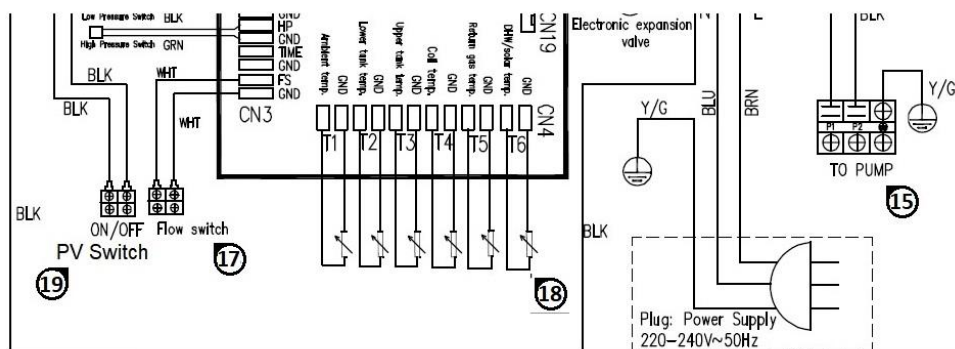 GND
Low Pressure Switch
BLK
HP
High Pressure Switch
GRN
GND
TIME
GND
WHT
FS
GND
CN3
WHT
BLK
BLK
BLK
ON/OFF
PV Switch
Flow switch
19
17
Ambient temp.
GND
Lower tank temp.
GND
Upper tank temp.
GND
Coil temp.
GND
Return gas temp.
GND
DHW/solar temp.
GND
CN19
CN4
T1
T2
T3
T4
T5
T6
18
Electronic expansion
valve
N
L
BLK
Y/G
BLU
BRN
Plug: Power Supply
220-240V~50Hz
BLK
Y/G
P1
P2
TO PUMP
15